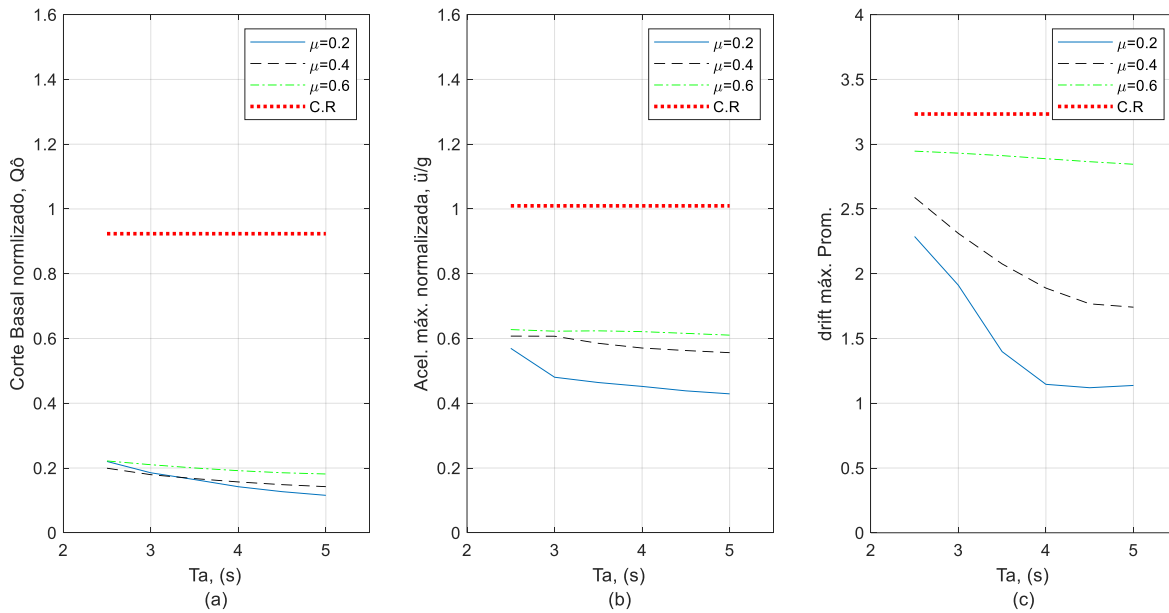 1.6
1.4
1.2
1
0.8
0.6
0.4
0.2
0
Corte Basal normlizado, Qô
μ=0.2
μ=0.4
μ=0.6
C.R
2 3 4 5
Ta, (s)
(a)
1.6
1.4
1.2
1
0.8
0.6
0.4
0.2
0
Acel. máx. normalizada, ü/g
μ=0.2
μ=0.4
μ=0.6
C.R
2 3 4 5
Ta, (s)
(b)
4
3.5
3
2.5
2
1.5
1
0.5
0
drift máx. Prom.
μ=0.2
μ=0.4
μ=0.6
C.R
2 3 4 5
Ta, (s)
(c)